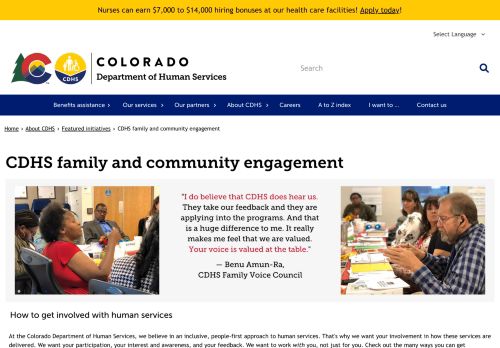 Nurses can earn $7,000 to $14,000 hiring bonuses at our health care facilities! Apply today!
Select Language
COLORADO
Department of Human Services
CDHS
Search
Benefits assistance › Our services › Our partners › About CDHS › Careers A to Z index I want to ... Contact us
Home › About CDHS › Featured initiatives › CDHS family and community engagement
CDHS family and community engagement
"I do believe that CDHS does hear us.
They take our feedback and they are
applying into the programs. And that
is a huge difference to me. It really
makes me feel that we are valued.
Your voice is valued at the table."
— Benu Amun-Ra,
CDHS Family Voice Council
How to get involved with human services
At the Colorado Department of Human Services, we believe in an inclusive, people-first approach to human services. That's why we want your involvement in how these services are
delivered. We want your participation, your interest and awareness, and your feedback. We want to work with you, not just for you. Check out the many ways you can get